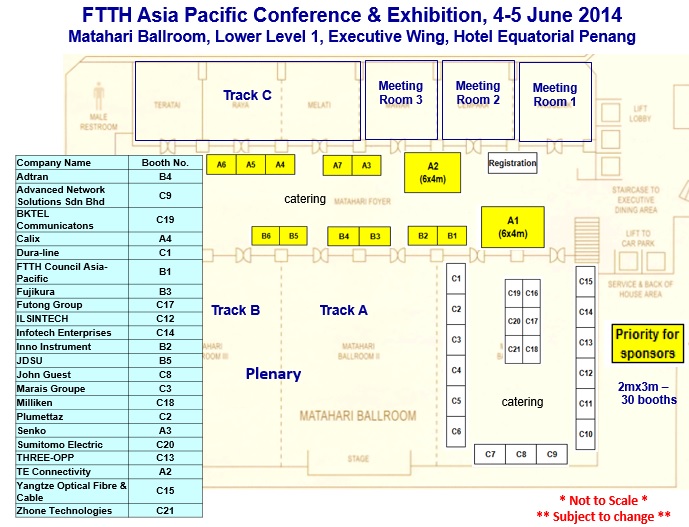 FTTH Asia Pacific Conference & Exhibition, 4-5 June 2014
Matahari Ballroom, Lower Level 1, Executive Wing, Hotel Equatorial Penang
MALE
RESTROOM
TERATAI
RAYA
MELATI
Track C
Meeting
Room 3
Meeting
Room 2
Meeting
Room 1
LIFT
LOBBY
Company Name Booth No.
Adtran B4
Advanced Network
Solutions Sdn Bhd C9
BKTEL
Communicatons C19
Calix A4
Dura-line C1
FTTH Council Asia-
Pacific B1
Fujikura B3
Futong Group C17
ILSINTECH C12
Infotech Enterprises C14
Inno Instrument B2
JDSU B5
John Guest C8
Marais Groupe C3
Milliken C18
Plumettaz C2
Senko A3
Sumitomo Electric C20
THREE-OPP C13
TE Connectivity A2
Yangtze Optical Fibre &
Cable C15
Zhone Technologies C21
A6 A5 A4 A7 A3
A2
(6x4m)
Registration
catering
MATAHARI FOYER
A1
(6x4m)
STAIRCASE TO
EXECUTIVE
DINING AREA
LIFT TO
CAR PARK
B6 B5 B4 B3 B2 B1
SERVICE & BACK OF
HOUSE AREA
C1
C2
C3
C4
C5
C6
C19 C16
C20 C17
C21 C18
C15
C14
C13
C12
C11
C10
C7 C8 C9
catering
Track B
Track A
MATAHARI
BALLROOM II
Plenary
MATAHARI BALLROOM
STAGE
Priority for
sponsors
2mx3m –
30 booths
* Not to Scale *
** Subject to change **